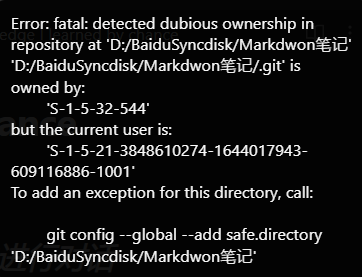 Error: fatal: detected dubious ownership in
repository at 'D:/BaiduSyncdisk/Markdwon笔记'
'D:/BaiduSyncdisk/Markdwon笔记/.git' is
owned by:
'S-1-5-32-544'
but the current user is:
'S-1-5-21-3848610274-1644017943-
609116886-1001'
To add an exception for this directory, call:
git config --global --add safe.directory
'D:/BaiduSyncdisk/Markdwon笔记'